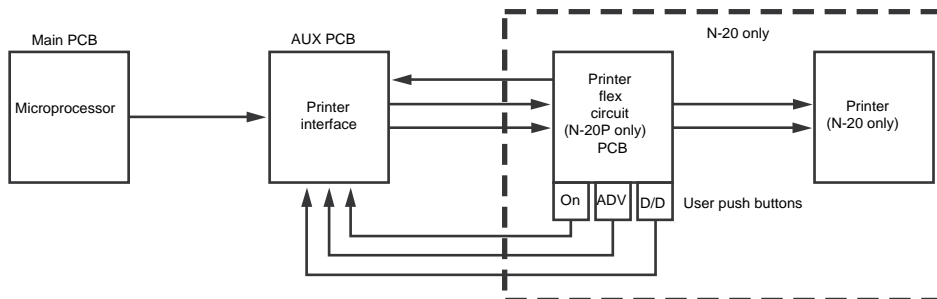 N-20 only
Main PCB
AUX PCB
Microprocessor
Printer
interface
Printer
flex
circuit
(N-20P only)
PCB
Printer
(N-20 only)
On
ADV
D/D
User push buttons